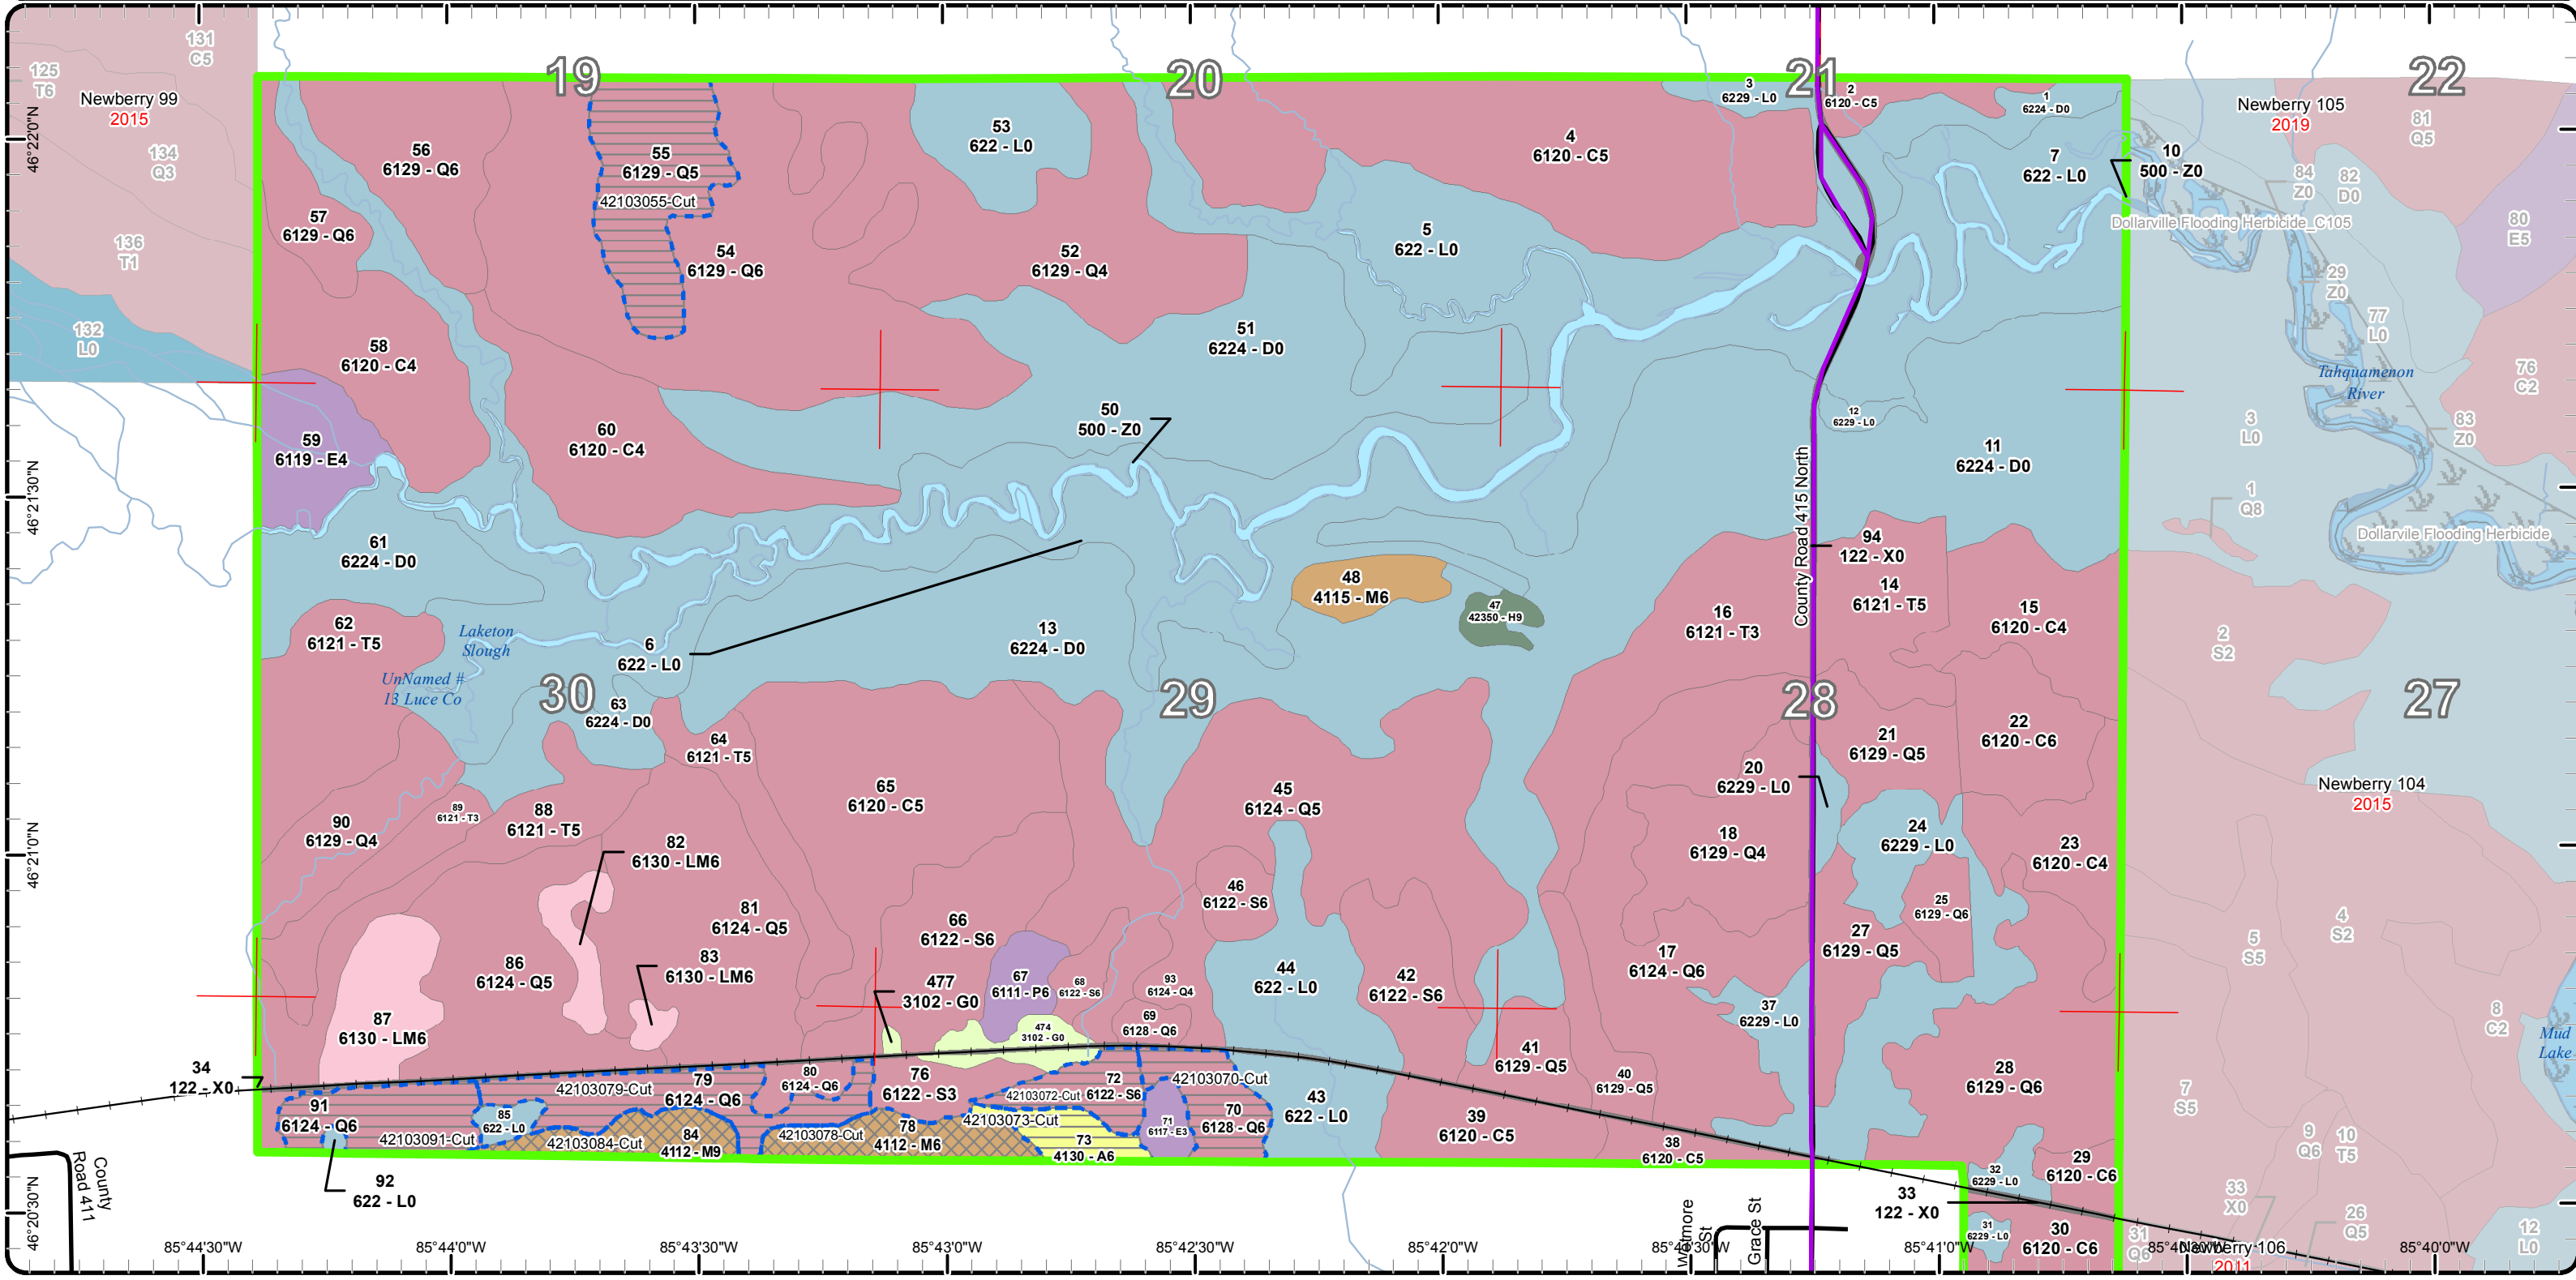 19
20
21
22
131
C5
125
T6
Newberry 99
2015
134
Q3
136
T1
132
L0
46°22'0"N
46°21'30"N
46°21'0"N
46°20'30"N
56
6129 - Q6
55
6129 - Q5
42103055-Cut
57
6129 - Q6
54
6129 - Q6
53
622 - L0
52
6129 - Q4
4
6120 - C5
3
6229 - L0
2
6120 - C5
1
6224 - D0
7
622 - L0
10
500 - Z0
5
622 - L0
51
6224 - D0
58
6120 - C4
59
6119 - E4
60
6120 - C4
50
500 - Z0
12
6229 - L0
11
6224 - D0
County Road 415 North
Newberry 105
2019
81
Q5
84
Z0
82
D0
Dollarville Flooding Herbicide_C105
80
E5
29
Z0
77
L0
Tahquamenon
River
76
C2
3
L0
83
Z0
1
Q8
Dollarvile Flooding Herbicide
61
6224 - D0
62
6121 - T5
Laketon
Slough
UnNamed #
13 Luce Co
6
622 - L0
13
6224 - D0
48
4115 - M6
47
42350 - H9
94
122 - X0
14
6121 - T5
16
6121 - T3
15
6120 - C4
2
S2
30
29
28
27
63
6224 - D0
64
6121 - T5
65
6120 - C5
45
6124 - Q5
20
6229 - L0
21
6129 - Q5
22
6120 - C6
90
6129 - Q4
89
6121 - T3
88
6121 - T5
82
6130 - LM6
18
6129 - Q4
24
6229 - L0
23
6120 - C4
Newberry 104
2015
81
6124 - Q5
66
6122 - S6
46
6122 - S6
25
6129 - Q6
27
6129 - Q5
4
S2
5
S5
86
6124 - Q5
83
6130 - LM6
477
3102 - G0
67
6111 - P6
68
6122 - S6
93
6124 - Q4
44
622 - L0
42
6122 - S6
17
6124 - Q6
37
6229 - L0
8
C2
Mud
Lake
87
6130 - LM6
474
3102 - G0
69
6128 - Q6
41
6129 - Q5
40
6129 - Q5
28
6129 - Q6
7
S5
34
122 - X0
42103079-Cut
79
6124 - Q6
80
6124 - Q6
76
6122 - S3
72
6122 - S6
42103072-Cut
42103070-Cut
43
622 - L0
39
6120 - C5
38
6120 - C5
91
6124 - Q6
85
622 - L0
42103091-Cut
42103084-Cut
84
4112 - M9
42103078-Cut
78
4112 - M6
42103073-Cut
73
4130 - A6
71
6117 - E3
70
6128 - Q6
92
622 - L0
County
Road 411
Whitmore
St
Grace St
32
6229 - L0
29
6120 - C6
33
122 - X0
31
6229 - L0
30
6120 - C6
9
Q6
10
T5
33
X0
26
Q5
31
Q6
12
L0
Newberry 106
2011
85°44'30"W
85°44'0"W
85°43'30"W
85°43'0"W
85°42'30"W
85°42'0"W
85°41'30"W
85°41'0"W
85°40'30"W
85°40'0"W